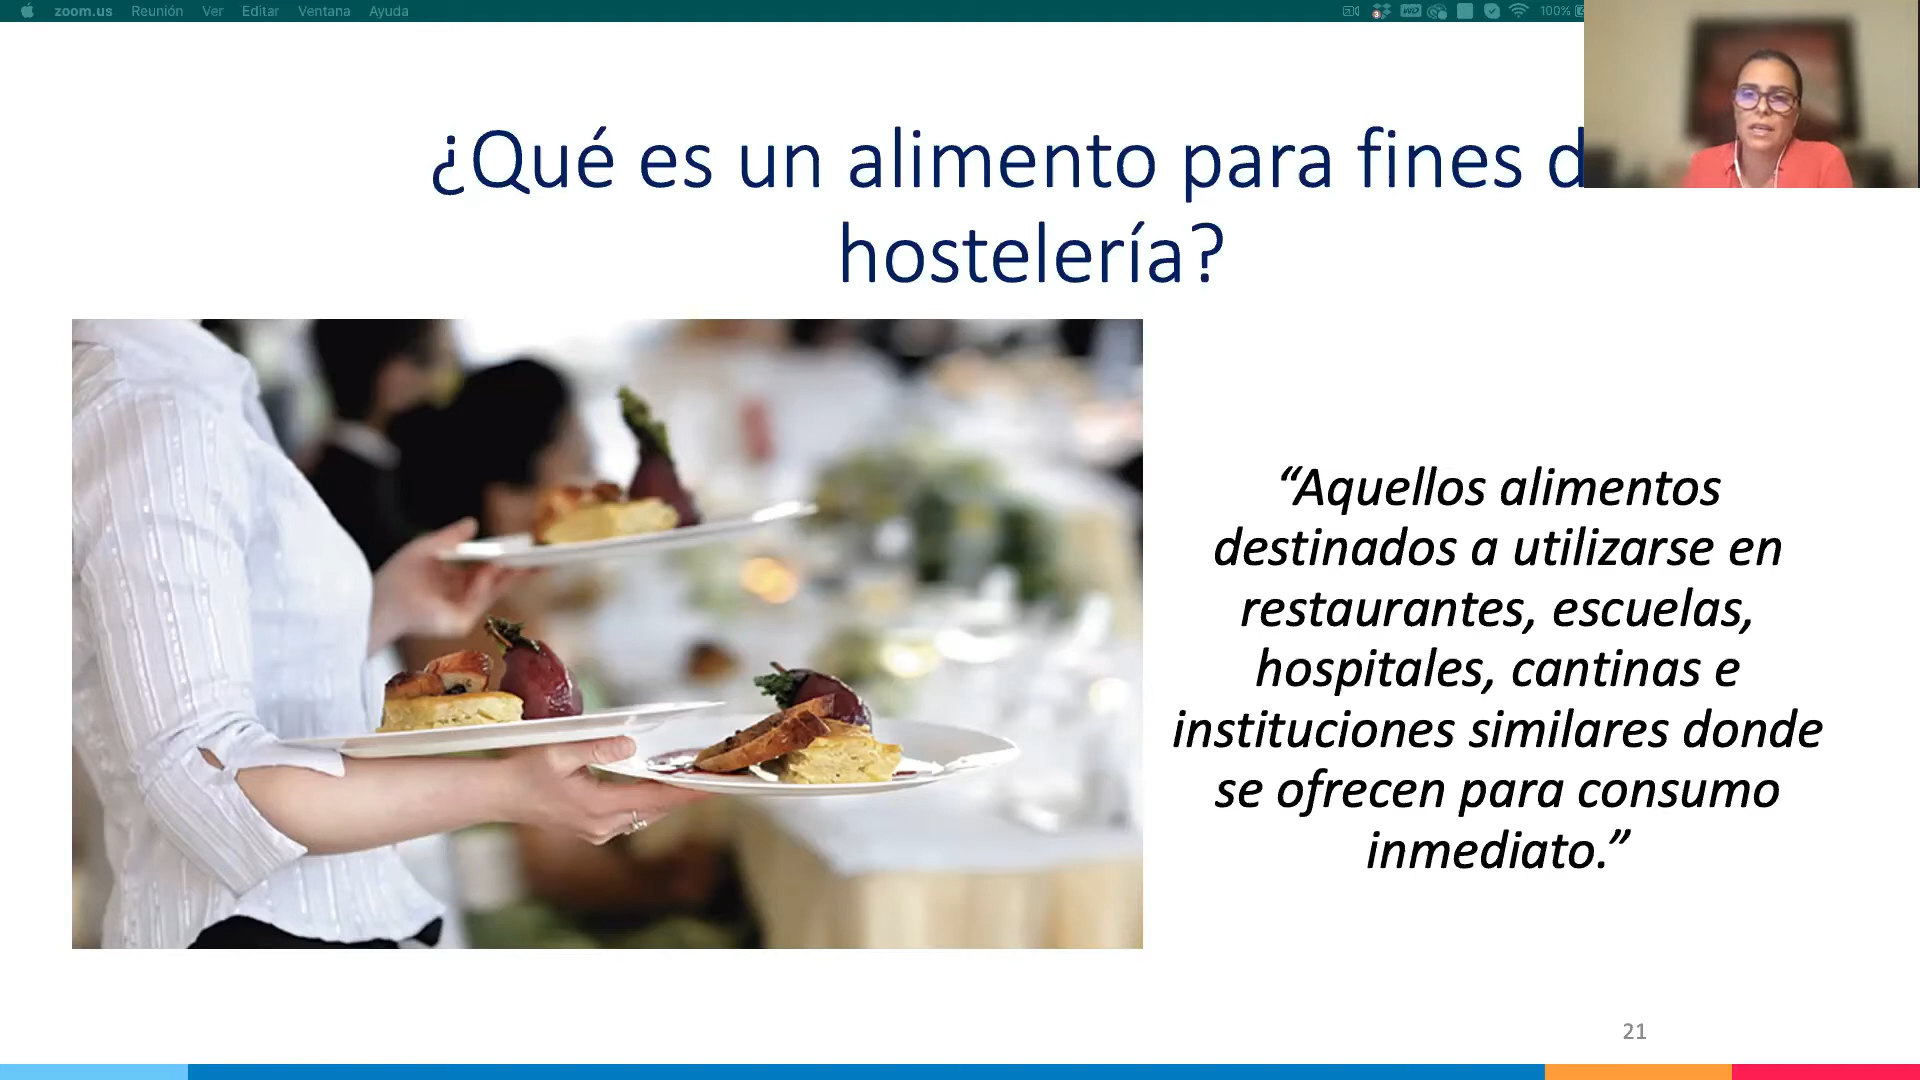 zoom.us Reunión Ver Editar Ventana Ayuda
100%
¿Qué es un alimento para fines d
hostelería?
“Aquellos alimentos
destinados a utilizarse en
restaurantes, escuelas,
hospitales, cantinas e
instituciones similares donde
se ofrecen para consumo
inmediato.”
21